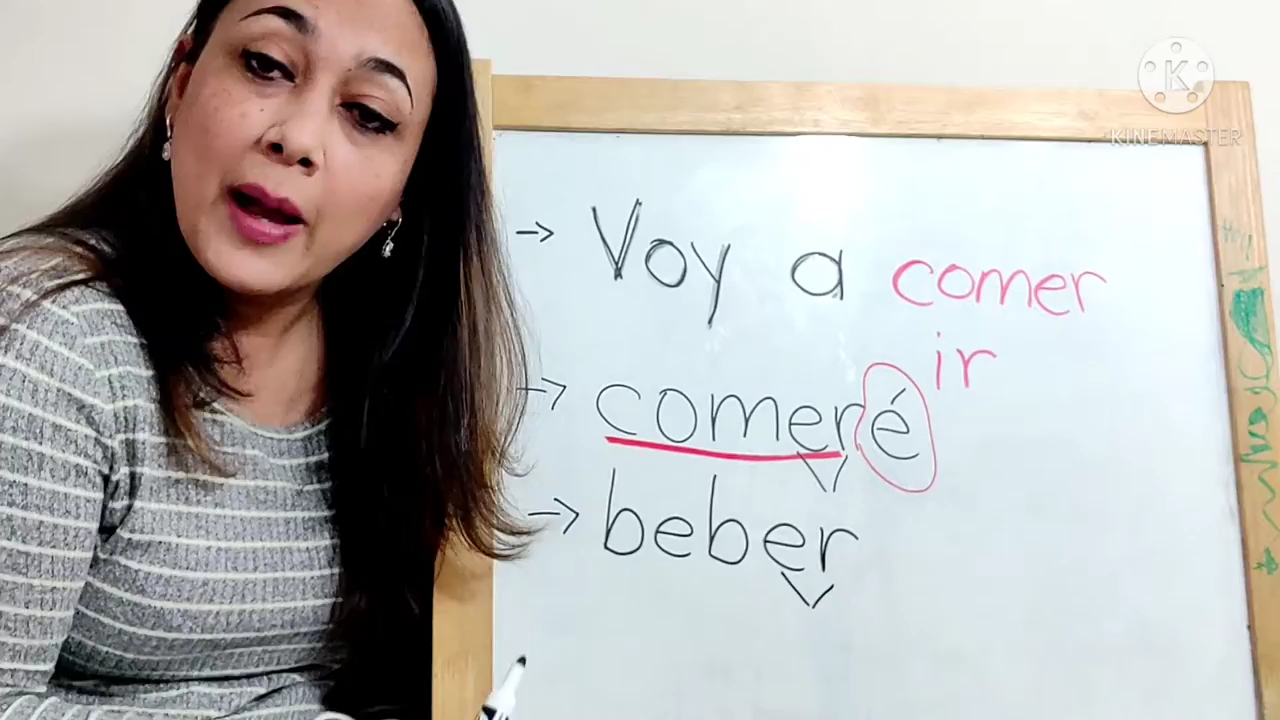 K
KINEMASTER
→ Voy a comer
ir
→ comeré
→ beber